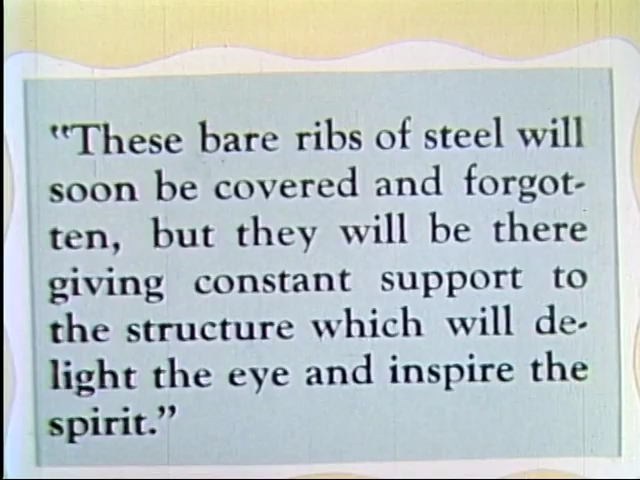 "These bare ribs of steel will
soon be covered and forgot-
ten, but they will be there
giving constant support to
the structure which will de-
light the eye and inspire the
spirit."